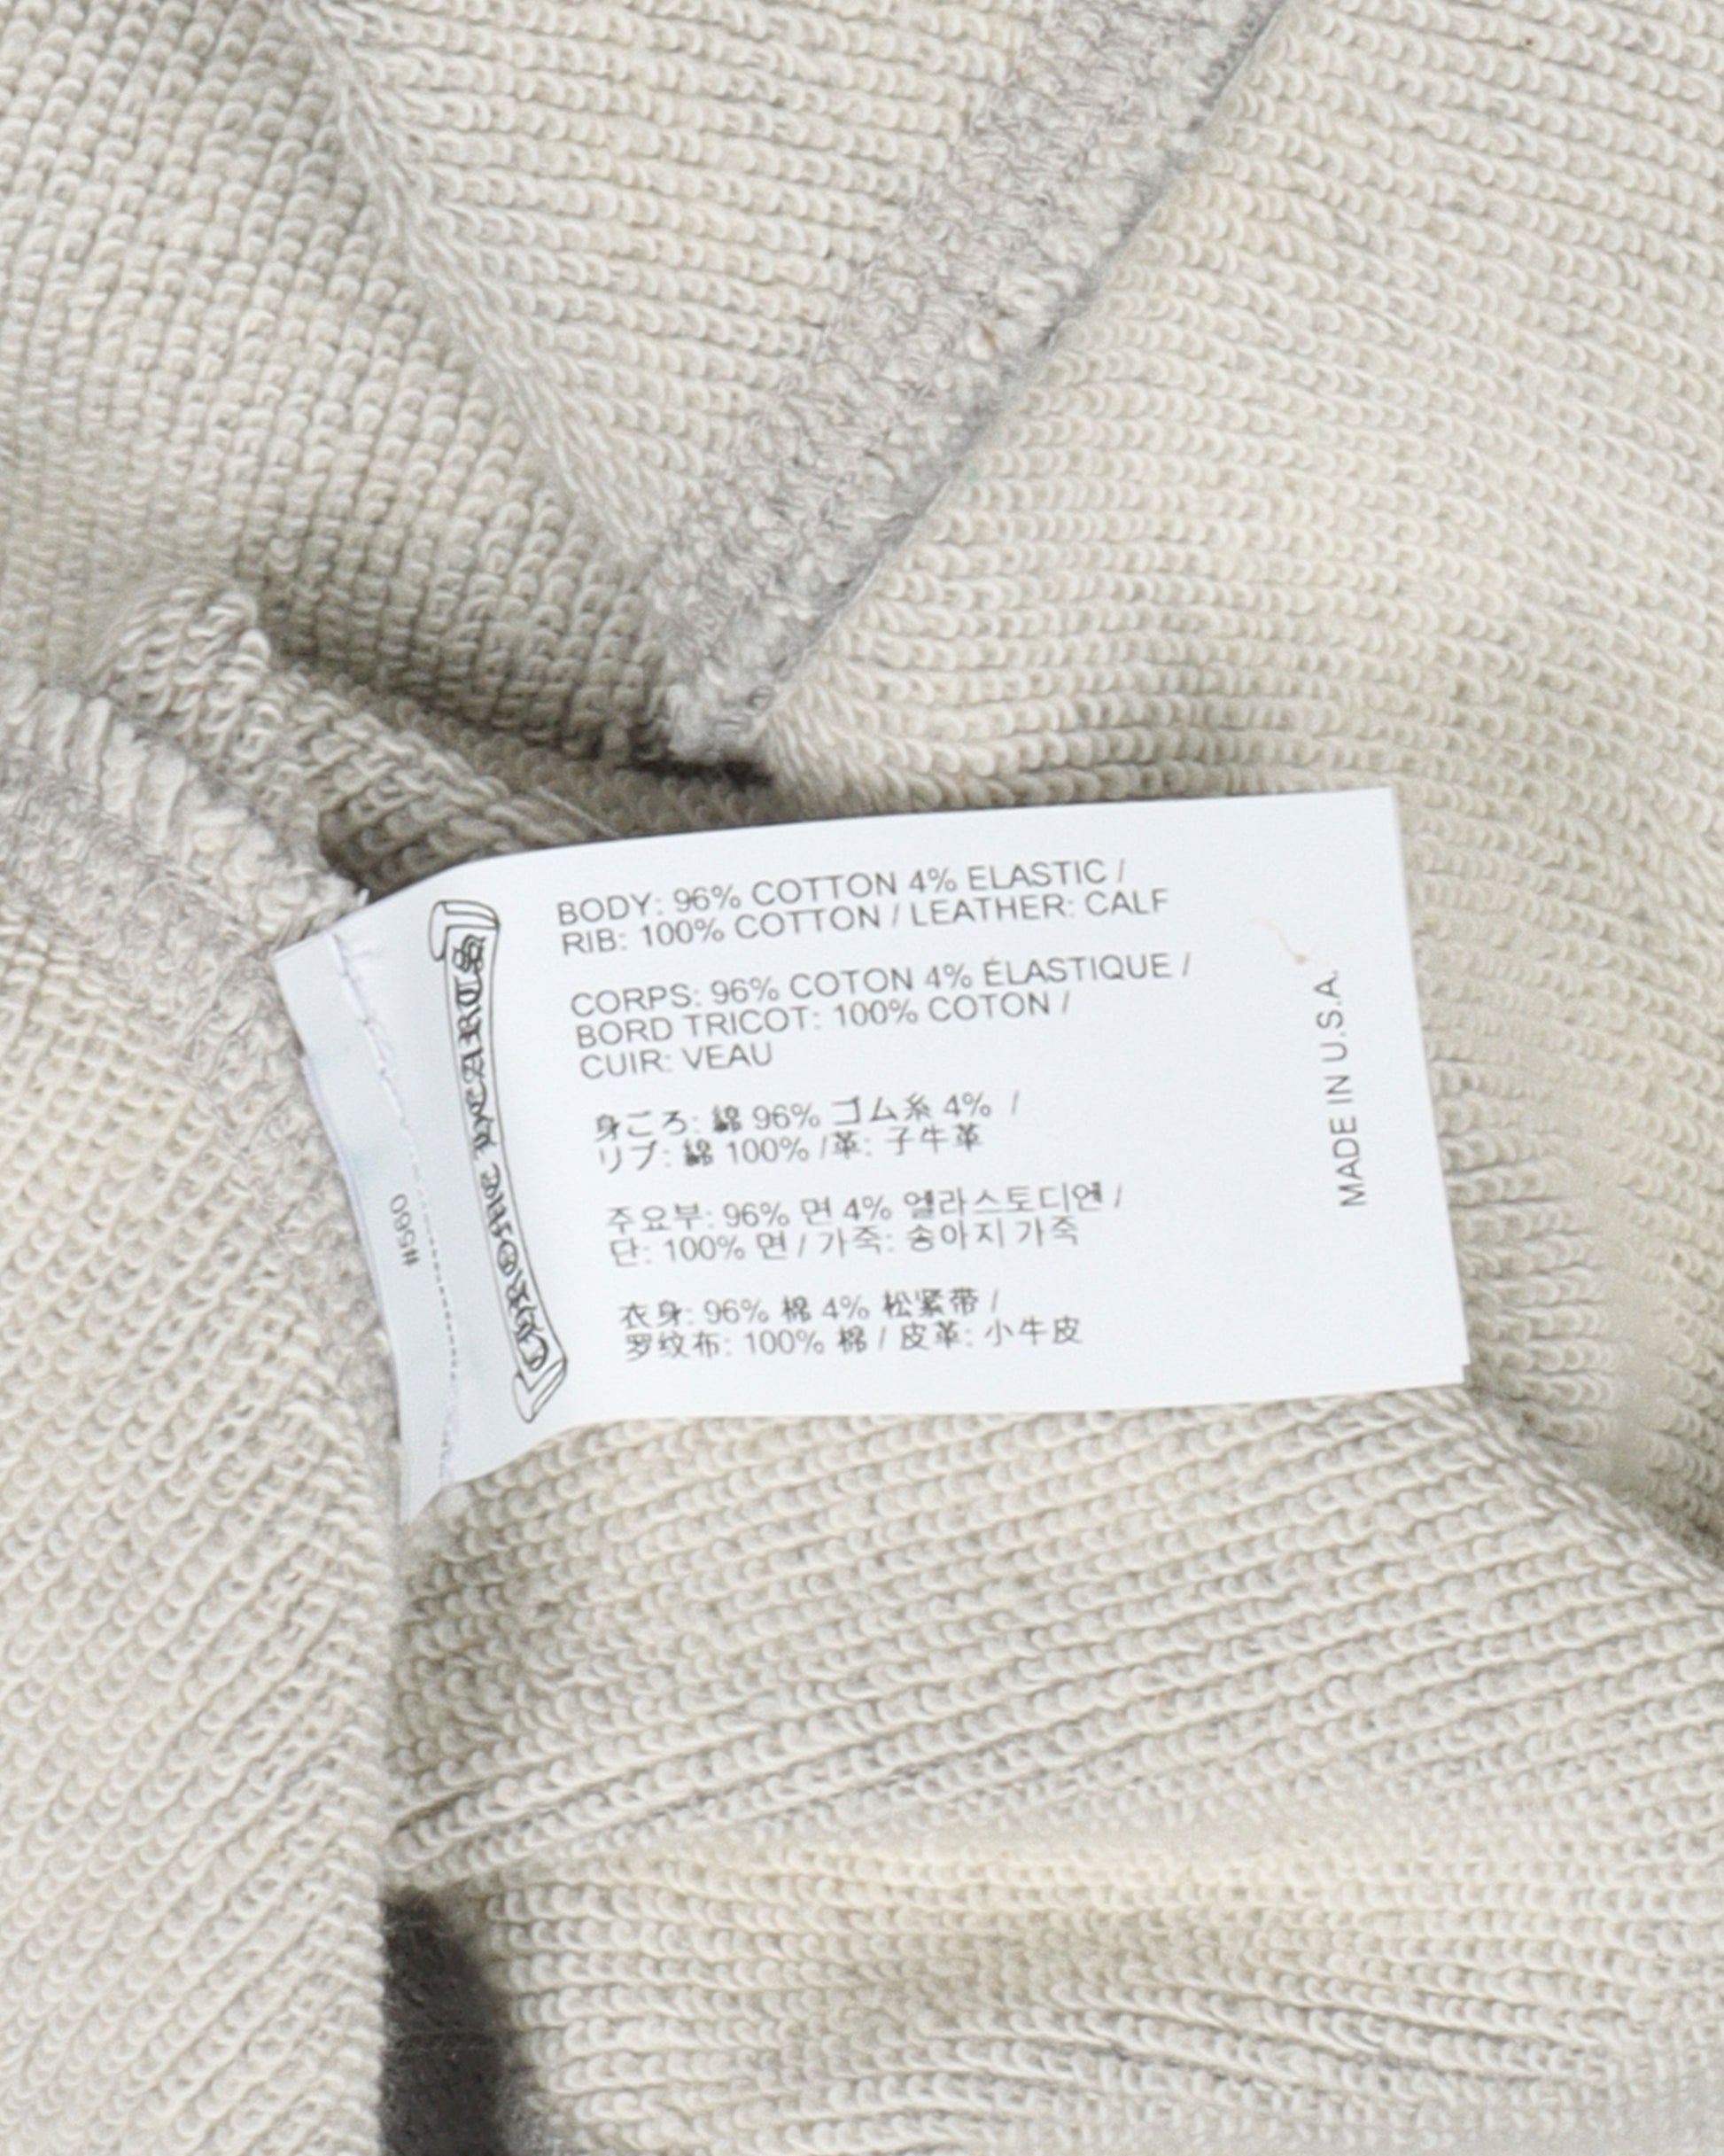 BODY: 96% COTTON 4% ELASTIC /
RIB: 100% COTTON / LEATHER: CALF
CORPS: 96% COTON 4% ÉLASTIQUE /
BORD TRICOT: 100% COTON /
CUIR: VEAU
身ごろ: 綿 96% ゴム糸 4% /
リブ: 綿 100% /革: 子牛革
주요부: 96% 면 4% 엘라스토디엔 /
단: 100% 면 / 가죽: 송아지 가죽
衣身: 96% 棉 4% 松紧带 /
罗纹布: 100% 棉 / 皮革: 小牛皮
MADE IN U.S.A.
CHROME HEARTS
#560